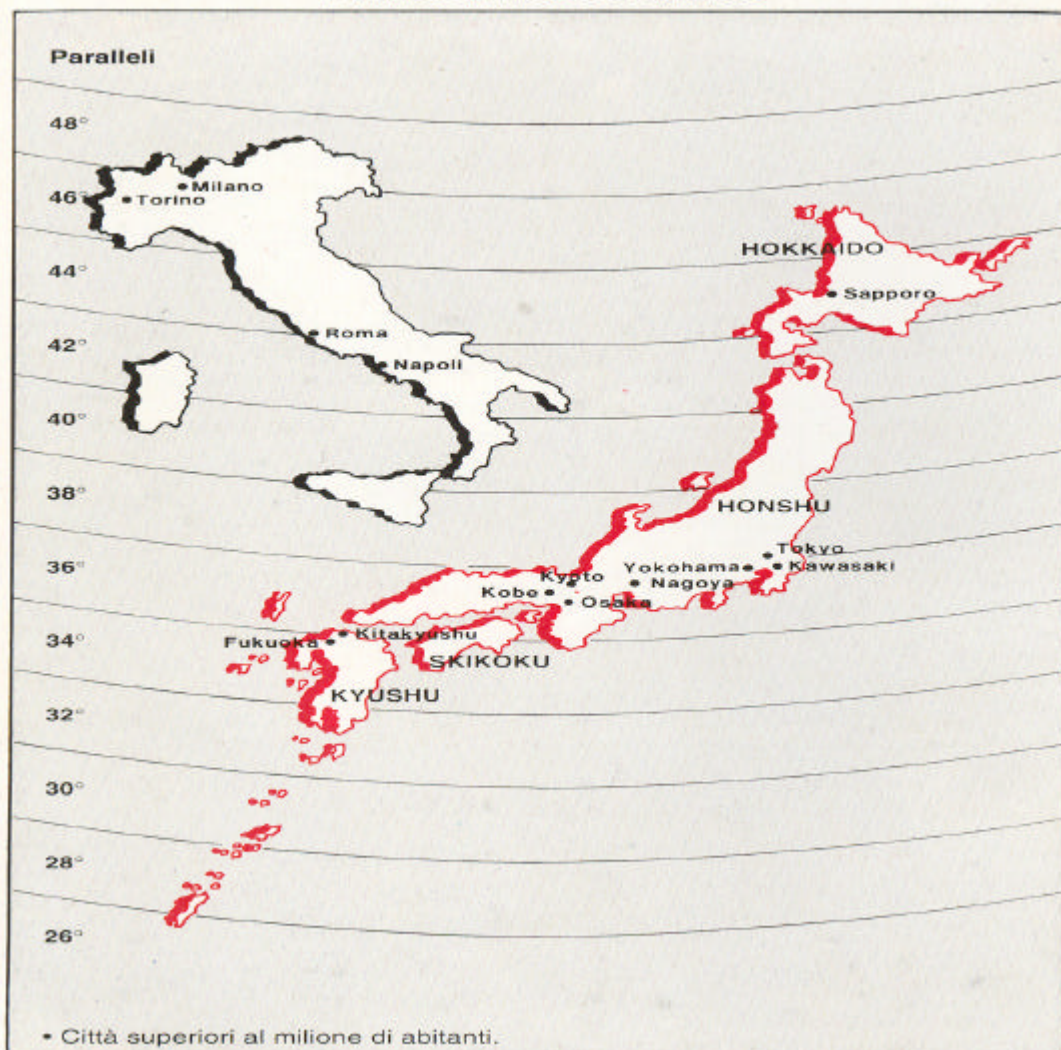 Paralleli
48°
46°
44°
42°
40°
38°
36°
34°
32°
30°
28°
26°
Milano
Torino
Roma
Napoli
HOKKAIDO
Sapporo
HONSHU
Tokyo
Yokohama
Kawasaki
Kyoto
Nagoya
Kobe
Osaka
Kitakyushu
Fukuoka
SKIKOKU
KYUSHU
• Città superiori al milione di abitanti.